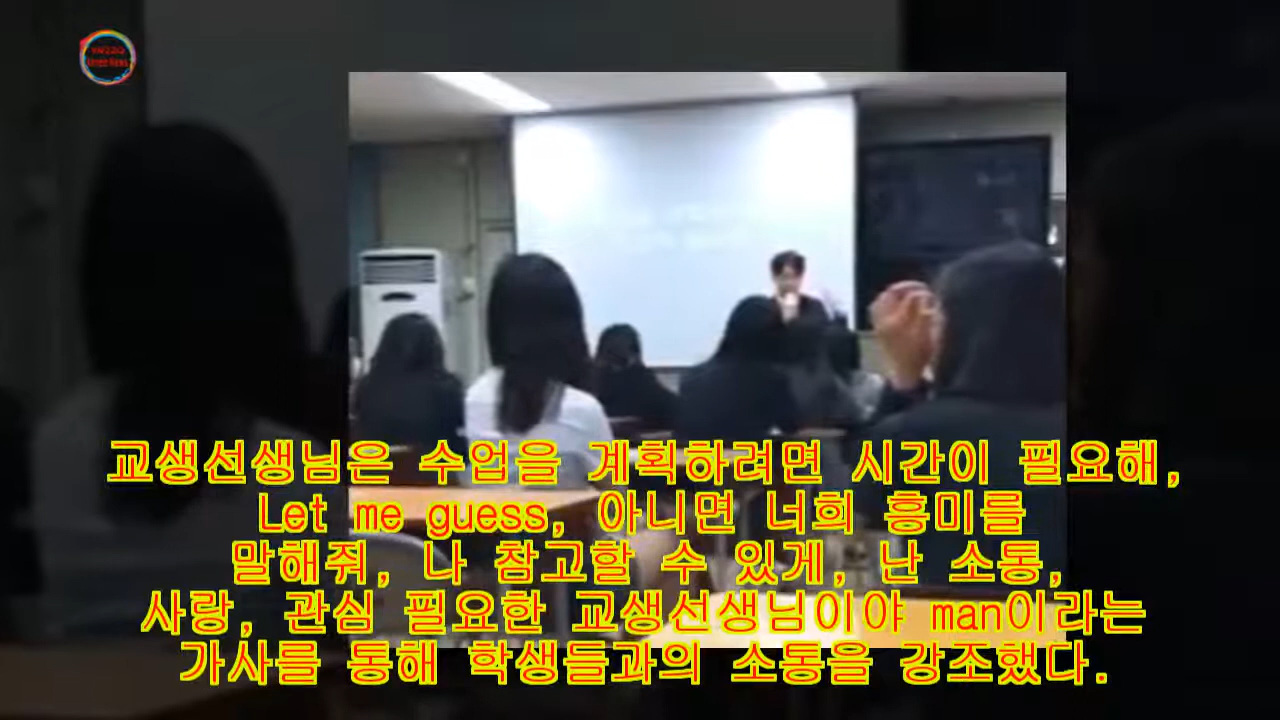 교생선생님은 수업을 계획하려면 시간이 필요해,
Let me guess, 아니면 너희 흥미를
말해줘, 나 참고할 수 있게, 난 소통,
사랑, 관심 필요한 교생선생님이야 man이라는
가사를 통해 학생들과의 소통을 강조했다.